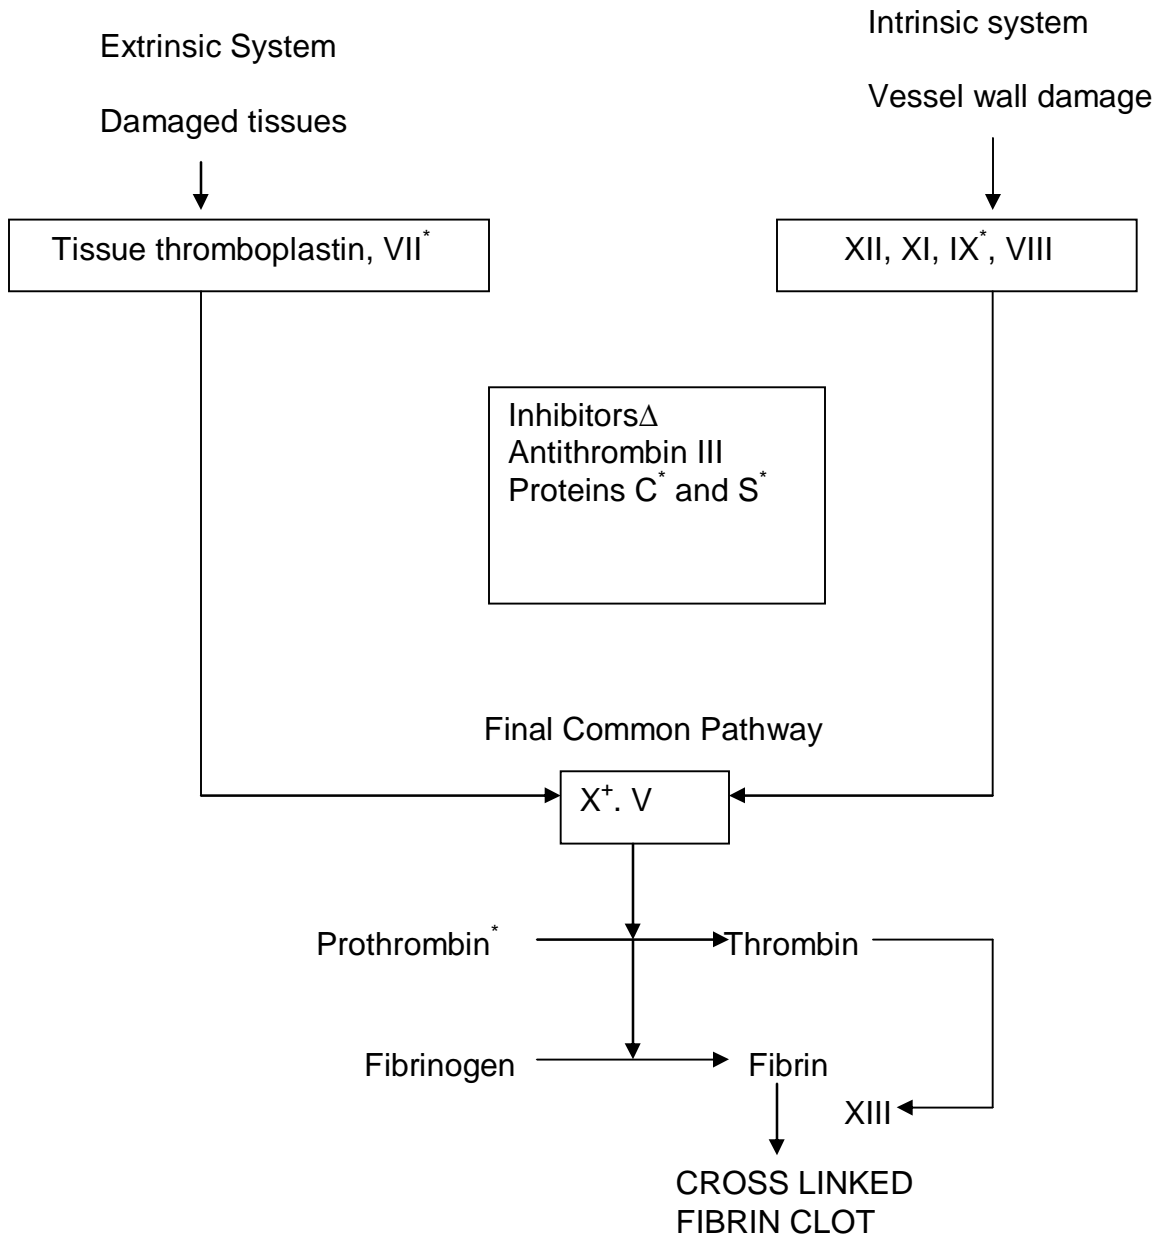 Extrinsic System
Intrinsic system
Damaged tissues
Vessel wall damage
Tissue thromboplastin, VII*
XII, XI, IX*, VIII
Inhibitors∆
Antithrombin III
Proteins C* and S*
Final Common Pathway
X⁺. V
Prothrombin*
Thrombin
Fibrinogen
Fibrin
XIII
CROSS LINKED
FIBRIN CLOT